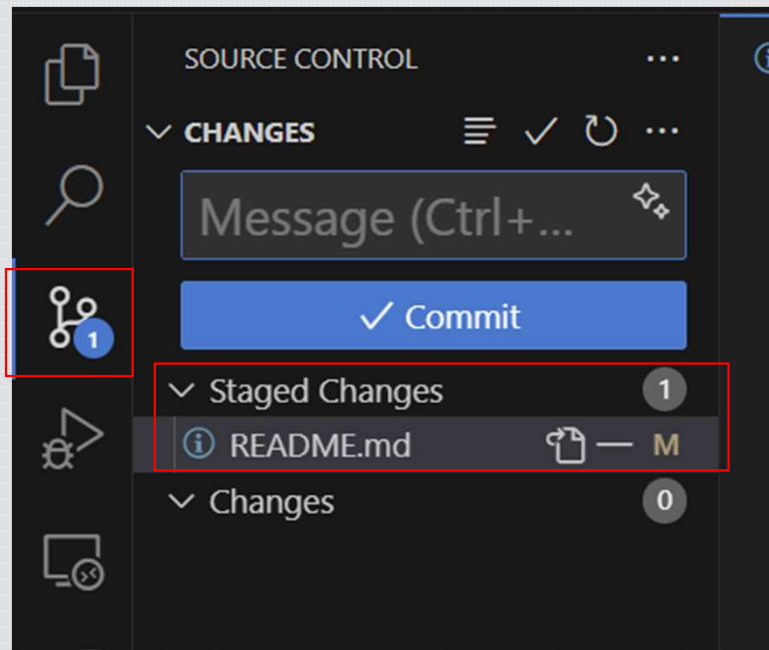 SOURCE CONTROL
CHANGES
Message (Ctrl+...
Commit
1
Staged Changes 1
README.md M
Changes 0